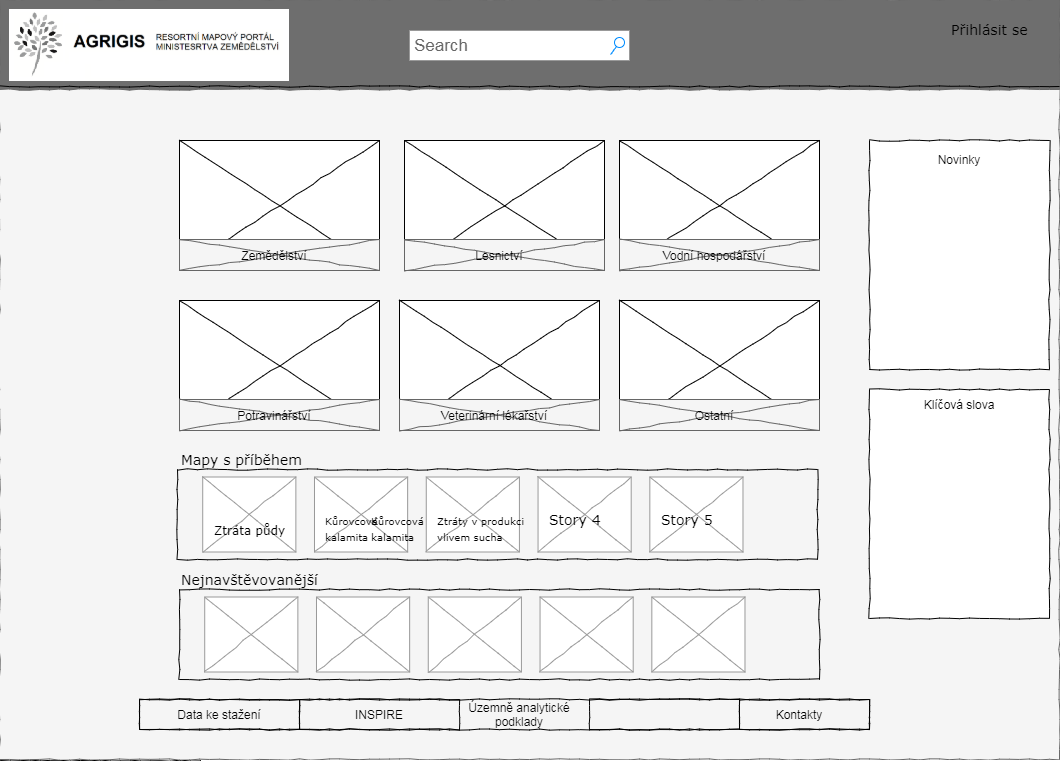 AGRIGIS
RESORTNÍ MAPOVÝ PORTÁL
MINISTESRTVA ZEMĚDĚLSTVÍ
Search
Přihlásit se
Zemědělství
Lesnictví
Vodní hospodářství
Novinky
Potravinářství
Veterinární lékařství
Ostatní
Klíčová slova
Mapy s příběhem
Ztráta půdy
Kůrovcová
kalamita
Kůrovcová
kalamita
Ztráty v produkci
vlivem sucha
Story 4
Story 5
Nejnavštěvovanější
Data ke stažení
INSPIRE
Územně analytické
podklady
Kontakty